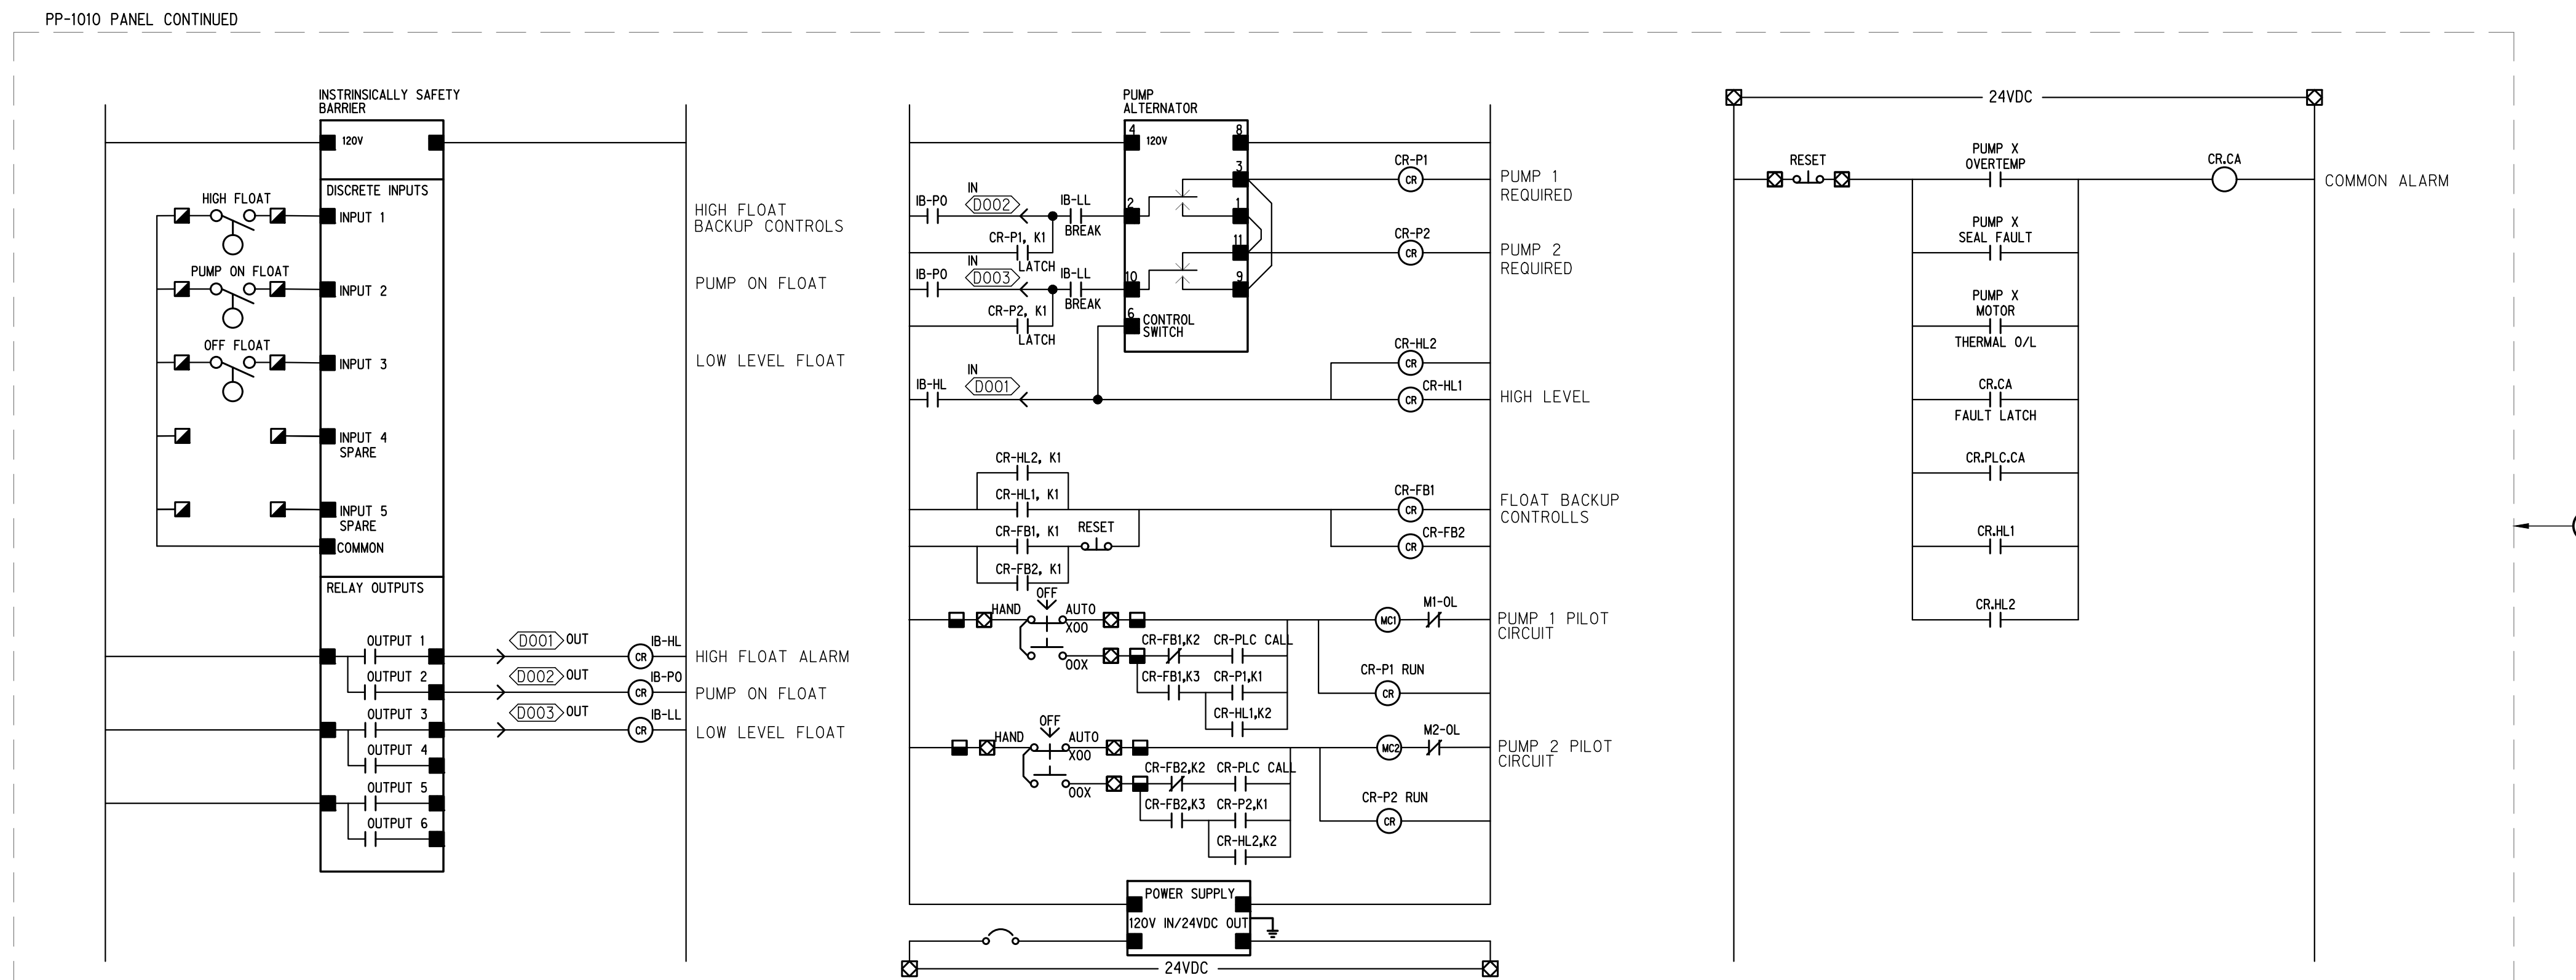 PP-1010 PANEL CONTINUED
INSTRINSICALLY SAFETY
BARRIER
120V
DISCRETE INPUTS
HIGH FLOAT
INPUT 1
PUMP ON FLOAT
INPUT 2
OFF FLOAT
INPUT 3
INPUT 4
SPARE
INPUT 5
SPARE
COMMON
RELAY OUTPUTS
OUTPUT 1
OUTPUT 2
OUTPUT 3
OUTPUT 4
OUTPUT 5
OUTPUT 6
D001 OUT
IB-HL
CR
D002 OUT
IB-PO
CR
D003 OUT
IB-LL
CR
HIGH FLOAT
BACKUP CONTROLS
PUMP ON FLOAT
LOW LEVEL FLOAT
HIGH FLOAT ALARM
PUMP ON FLOAT
LOW LEVEL FLOAT
PUMP
ALTERNATOR
4
120V
8
3
2
1
11
10
9
6
CONTROL
SWITCH
IB-PO
IN
D002
IB-LL
BREAK
CR-P1, K1
LATCH
IB-PO
IN
D003
IB-LL
BREAK
CR-P2, K1
LATCH
IB-HL
IN
D001
CR-P1
CR
PUMP 1
REQUIRED
CR-P2
CR
PUMP 2
REQUIRED
CR-HL2
CR
CR-HL1
CR
HIGH LEVEL
CR-HL2, K1
CR-HL1, K1
CR-FB1, K1
RESET
CR-FB2, K1
CR-FB1
CR
CR-FB2
CR
FLOAT BACKUP
CONTROLLS
HAND
OFF
AUTO
X00
00X
CR-FB1,K2
CR-PLC CALL
CR-FB1,K3
CR-P1,K1
CR-HL1,K2
MC1
M1-OL
CR-P1 RUN
CR
PUMP 1 PILOT
CIRCUIT
HAND
OFF
AUTO
X00
00X
CR-FB2,K2
CR-PLC CALL
CR-FB2,K3
CR-P2,K1
CR-HL2,K2
MC2
M2-OL
CR-P2 RUN
CR
PUMP 2 PILOT
CIRCUIT
POWER SUPPLY
120V IN/24VDC OUT
24VDC
24VDC
RESET
PUMP X
OVERTEMP
CR.CA
COMMON ALARM
PUMP X
SEAL FAULT
PUMP X
MOTOR
THERMAL O/L
CR.CA
FAULT LATCH
CR.PLC.CA
CR.HL1
CR.HL2